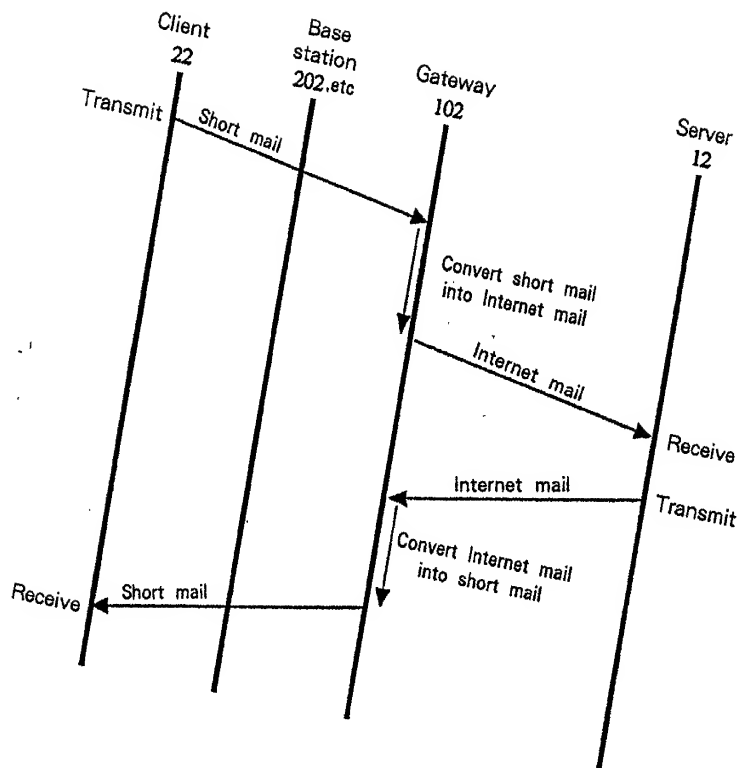 Client
22
Base
station
202,etc
Gateway
102
Server
12
Transmit
Short mail
Convert short mail
into Internet mail
Internet mail
Receive
Internet mail
Transmit
Convert Internet mail
into short mail
Receive
Short mail